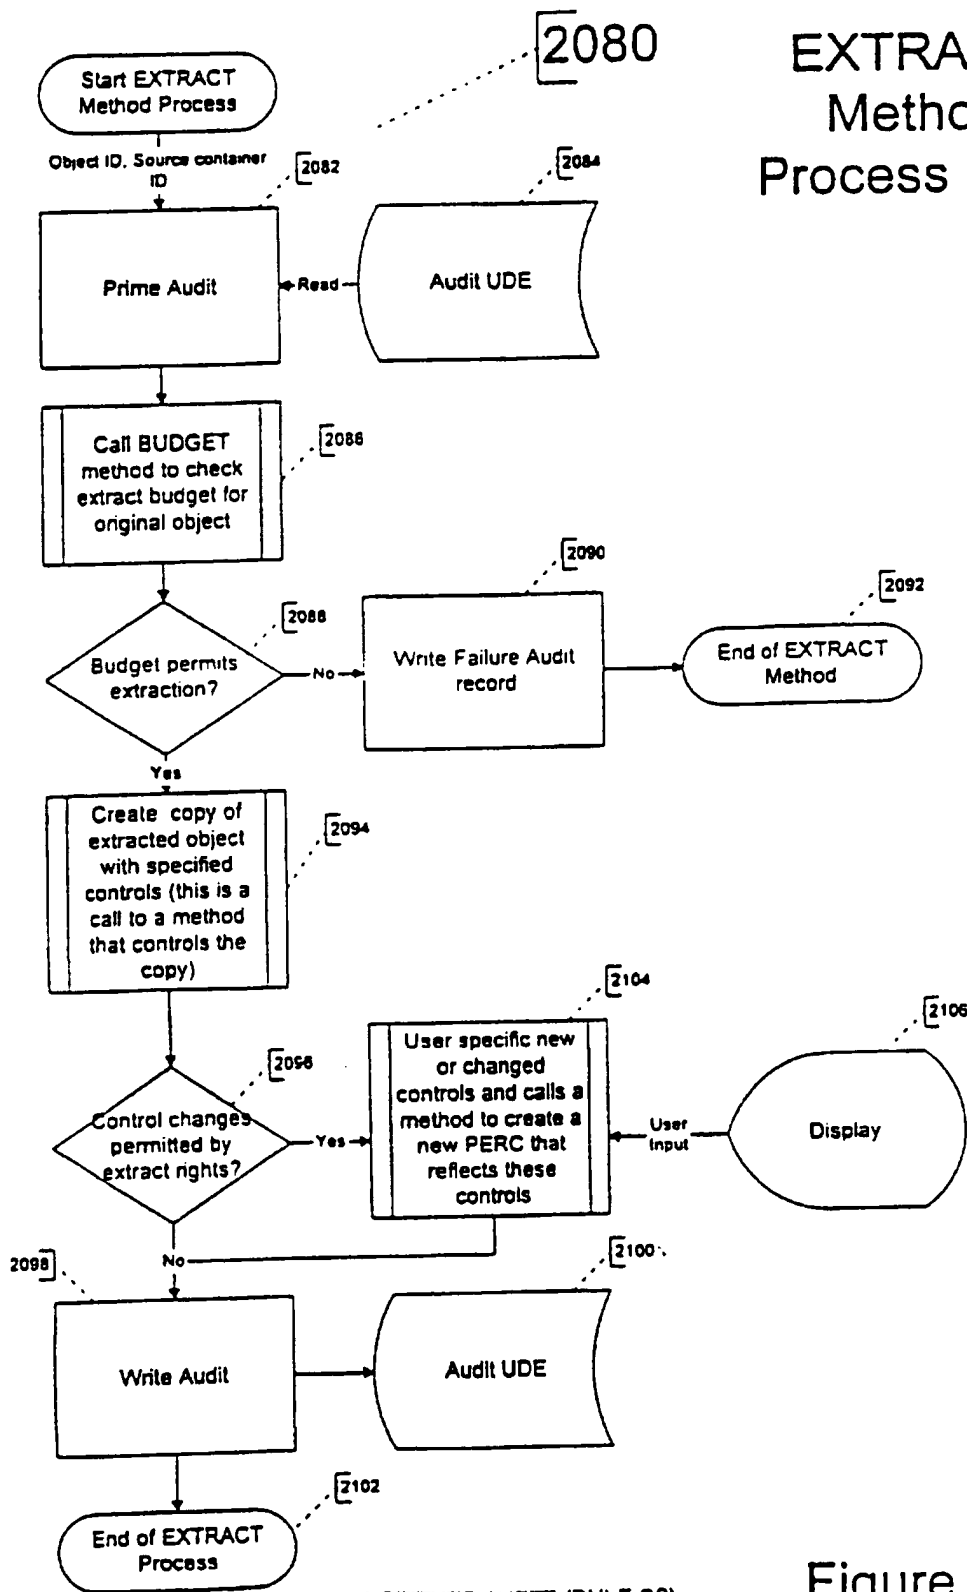 2080
EXTRA
Metho
Process
Start EXTRACT
Method Process
Object ID, Source container
ID
2082
2084
Prime Audit
Read
Audit UDE
Call BUDGET
method to check
extract budget for
original object
2086
2090
2092
2088
Budget permits
extraction?
No
Write Failure Audit
record
End of EXTRACT
Method
Yes
Create copy of
extracted object
with specified
controls (this is a
call to a method
that controls the
copy)
2094
2104
2106
2096
User specific new
or changed
controls and calls a
method to create a
new PERC that
reflects these
controls
Control changes
permitted by
extract rights?
Yes
User
Input
Display
No
2098
2100
Write Audit
Audit UDE
2102
End of EXTRACT
Process
Figure